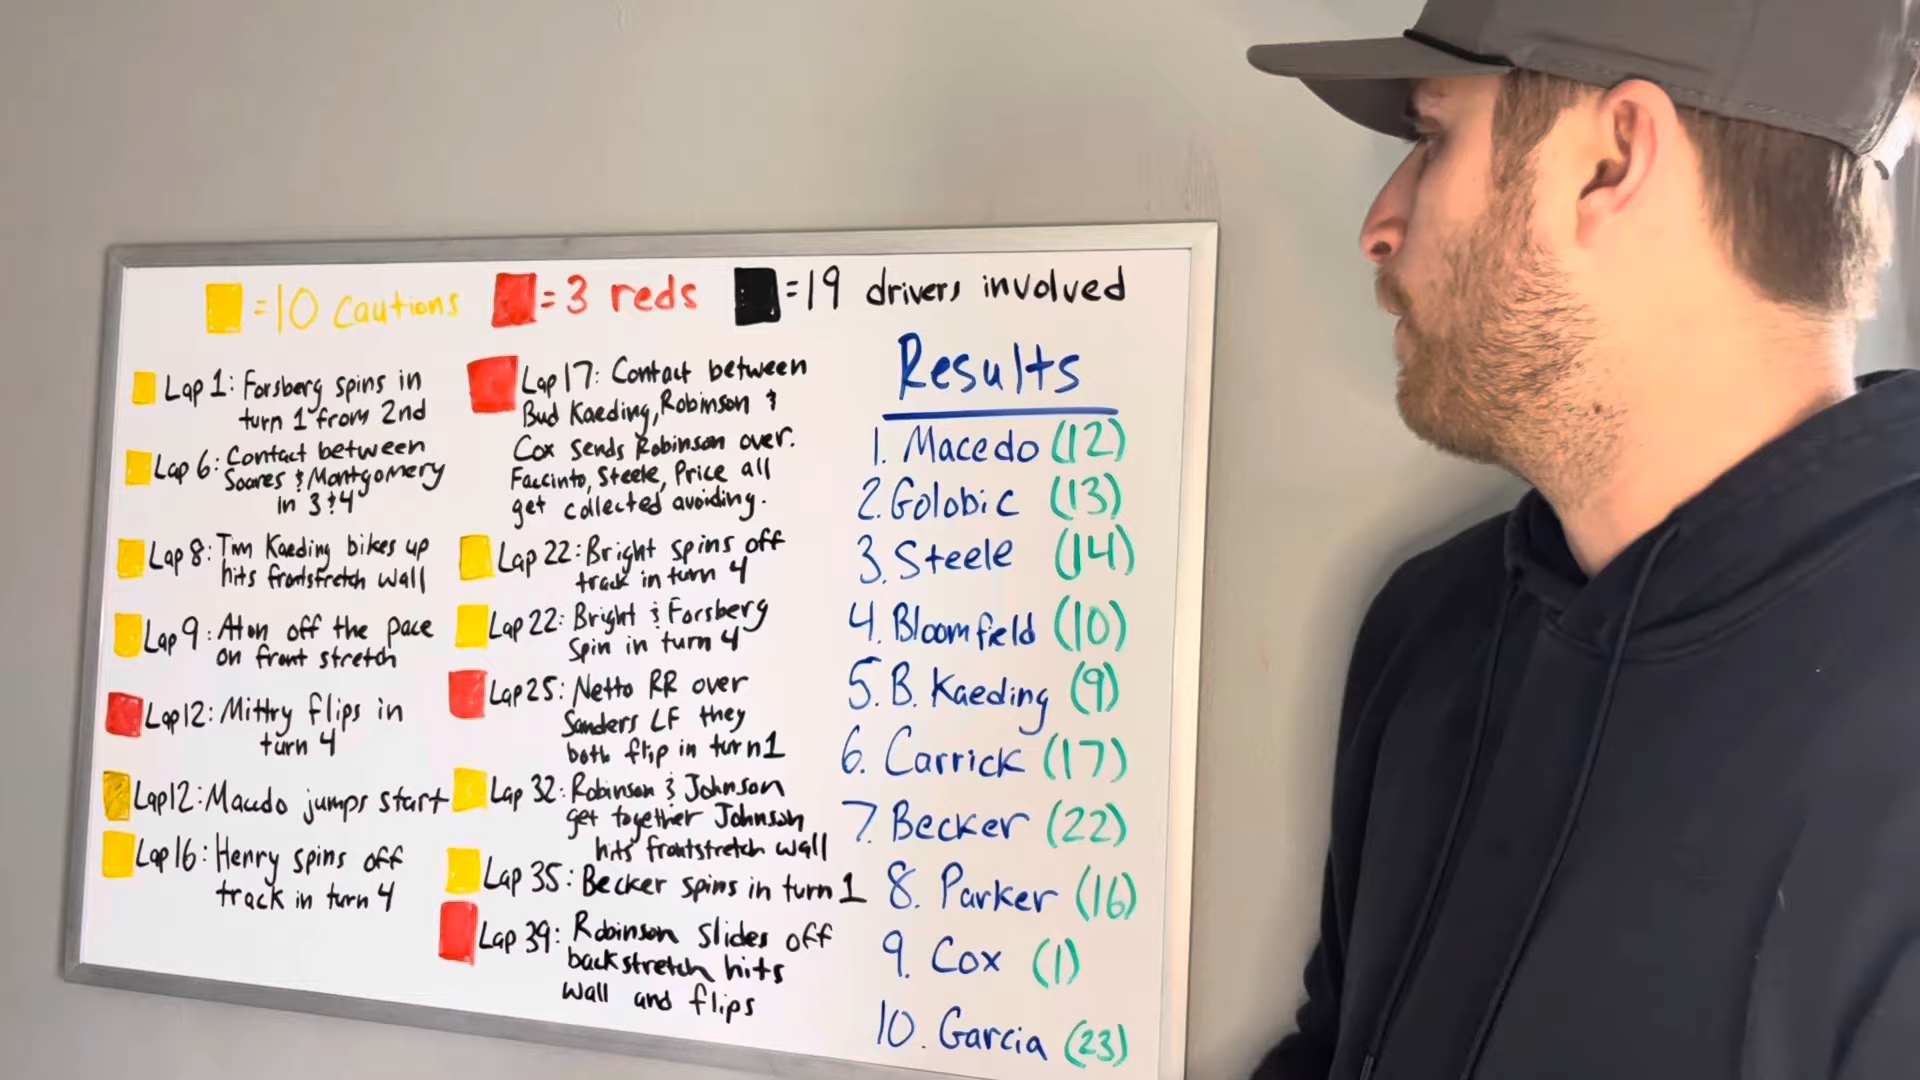 =10 cautions
=3 reds
=19 drivers involved
Lap 1: Forsberg spins in
turn 1 from 2nd
Lap 6: Contact between
Soares & Montgomery
in 3&4
Lap 8: Tim Kaeding bikes up
hits frontstretch wall
Lap 9: Aton off the pace
on front stretch
Lap 12: Mittry flips in
turn 4
Lap 12: Macedo jumps start
Lap 16: Henry spins off
track in turn 4
Lap 17: Contact between
Bud Kaeding, Robinson &
Cox sends Robinson over.
Faccinto, Steele, Price all
get collected avoiding.
Lap 22: Bright spins off
track in turn 4
Lap 22: Bright & Forsberg
Spin in turn 4
Lap 25: Netto RR over
Sanders LF they
both flip in turn 1
Lap 32: Robinson & Johnson
get together Johnson
hits frontstretch wall
Lap 35: Becker spins in turn 1
Lap 39: Robinson slides off
backstretch hits
wall and flips
Results
1. Macedo (12)
2. Golobic (13)
3. Steele (14)
4. Bloomfield (10)
5. B. Kaeding (9)
6. Carrick (17)
7. Becker (22)
8. Parker (16)
9. Cox (1)
10. Garcia (23)